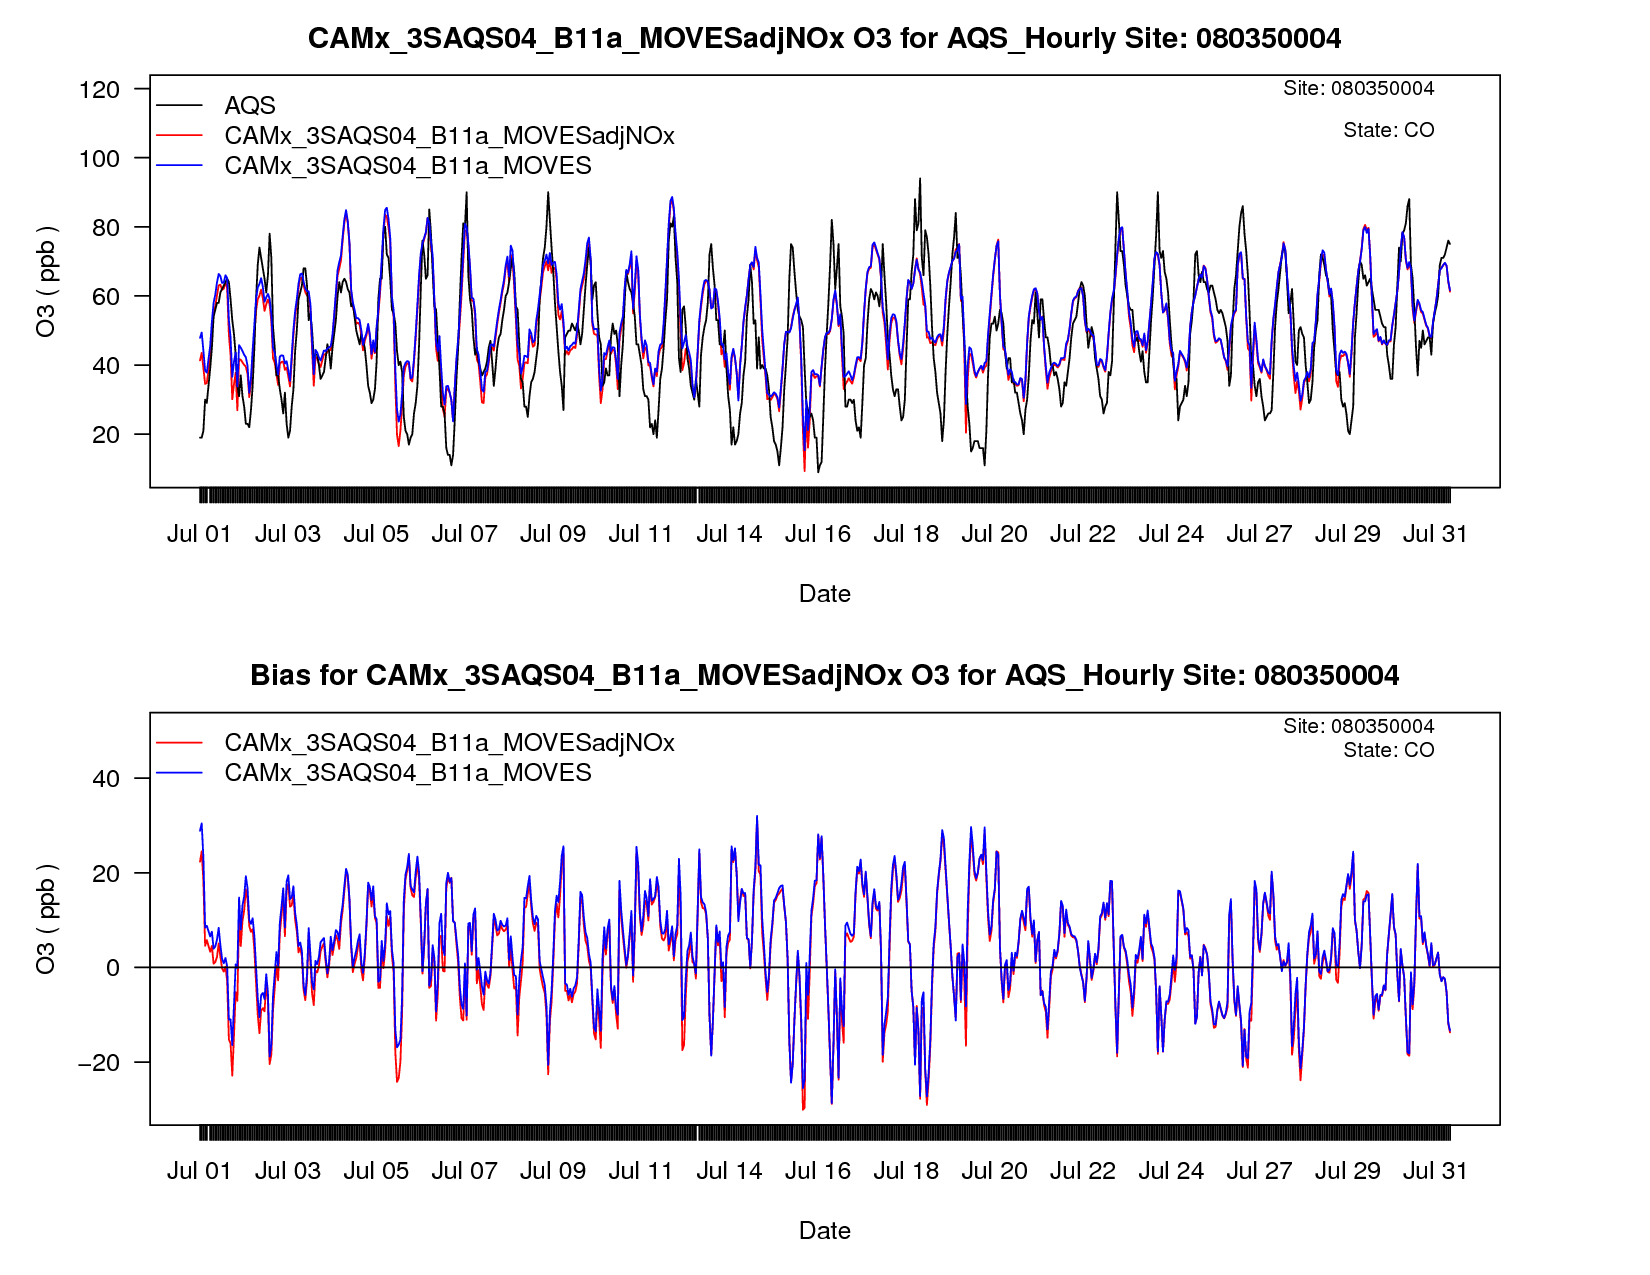 CAMx_3SAQS04_B11a_MOVESadjNOx O3 for AQS_Hourly Site: 080350004
Site: 080350004
State: CO
AQS
CAMx_3SAQS04_B11a_MOVESadjNOx
CAMx_3SAQS04_B11a_MOVES
O3 ( ppb )
120
100
80
60
40
20
Jul 01 Jul 03 Jul 05 Jul 07 Jul 09 Jul 11 Jul 14 Jul 16 Jul 18 Jul 20 Jul 22 Jul 24 Jul 27 Jul 29 Jul 31
Date
Bias for CAMx_3SAQS04_B11a_MOVESadjNOx O3 for AQS_Hourly Site: 080350004
Site: 080350004
State: CO
CAMx_3SAQS04_B11a_MOVESadjNOx
CAMx_3SAQS04_B11a_MOVES
O3 ( ppb )
40
20
0
−20
Jul 01 Jul 03 Jul 05 Jul 07 Jul 09 Jul 11 Jul 14 Jul 16 Jul 18 Jul 20 Jul 22 Jul 24 Jul 27 Jul 29 Jul 31
Date